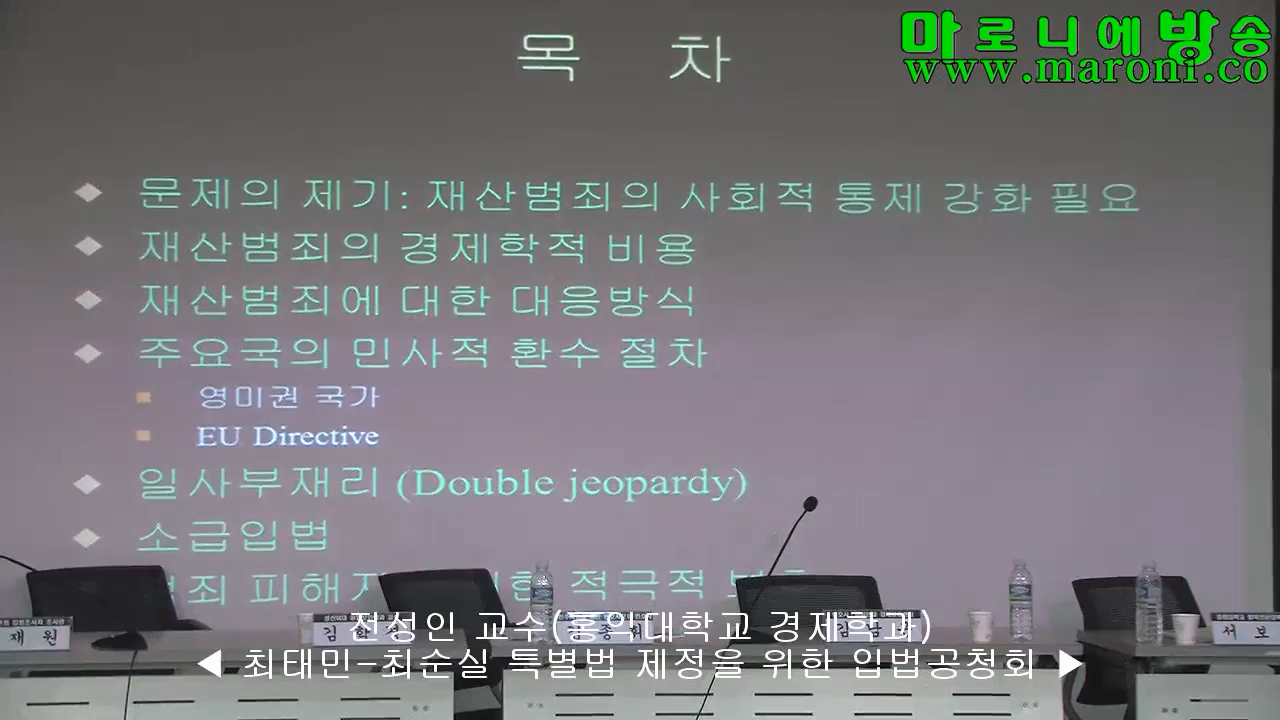 마로니에방송
www.maroni.co
목 차
문제의 제기: 재산범죄의 사회적 통제 강화 필요
재산범죄의 경제학적 비용
재산범죄에 대한 대응방식
주요국의 민사적 환수 절차
영미권 국가
EU Directive
일사부재리 (Double jeopardy)
소급입법
적극적
재 원
서 보
전성인 교수(홍익대학교 경제학과)
◀ 최태민-최순실 특별법 제정을 위한 입법공청회 ▶